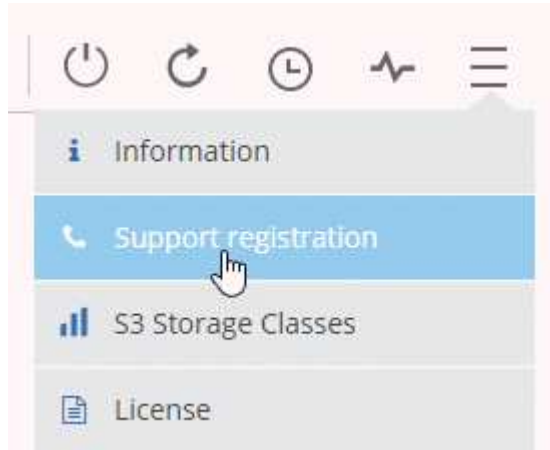 Information
Support registration
S3 Storage Classes
License